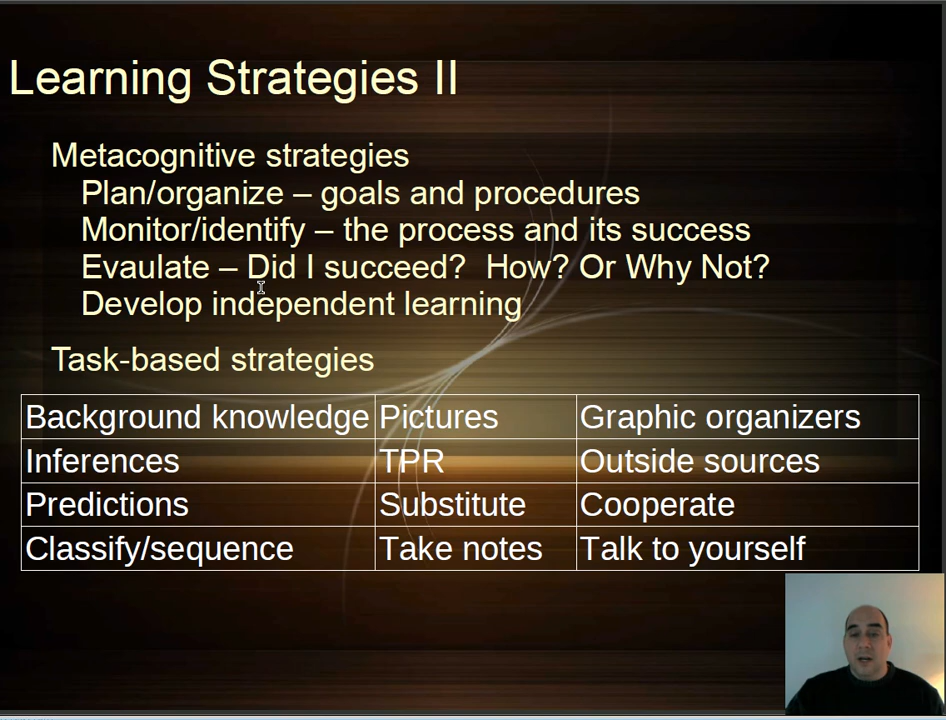 Learning Strategies II
Metacognitive strategies
Plan/organize – goals and procedures
Monitor/identify – the process and its success
Evaulate – Did I succeed?  How? Or Why Not?
Develop independent learning
Task-based strategies
Background knowledge Pictures Graphic organizers
Inferences TPR Outside sources
Predictions Substitute Cooperate
Classify/sequence Take notes Talk to yourself